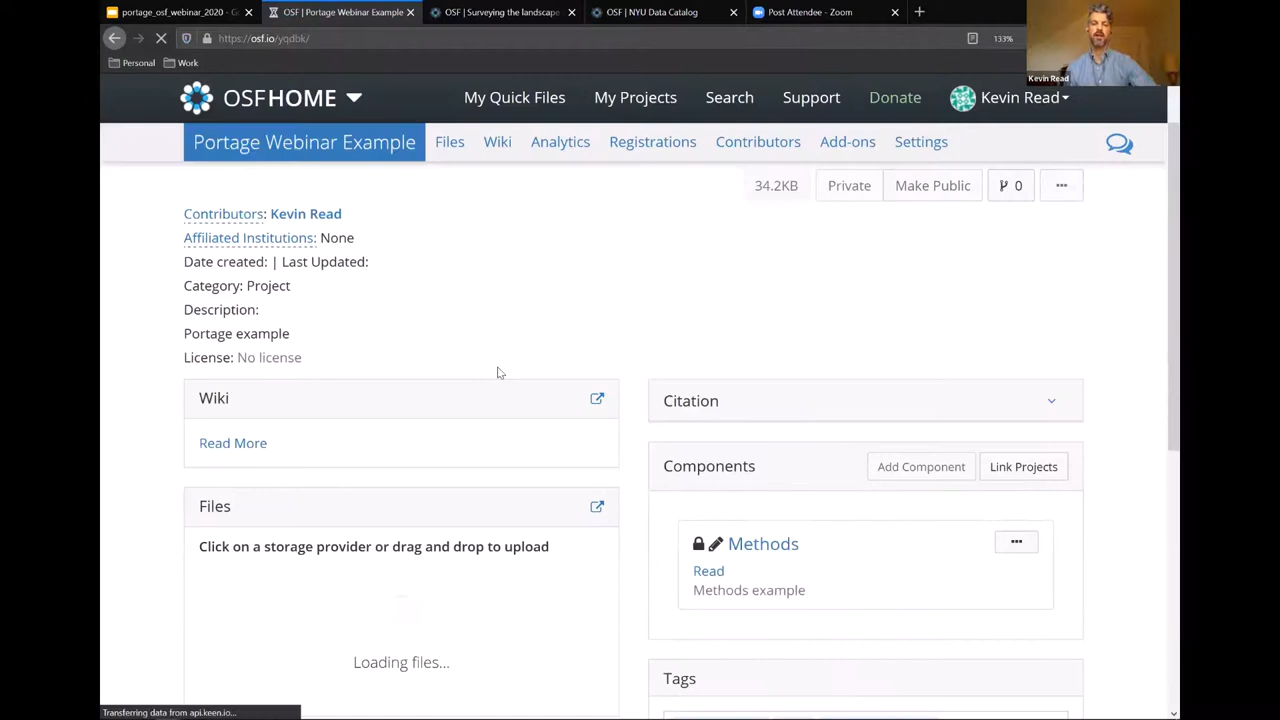 portage_osf_webinar_2020 - G
OSF | Portage Webinar Example
OSF | Surveying the landscape
OSF | NYU Data Catalog
Post Attendee - Zoom
https://osf.io/yqdbk/
133%
Personal
Work
Kevin Read
OSFHOME
My Quick Files
My Projects
Search
Support
Donate
Kevin Read
Portage Webinar Example
Files
Wiki
Analytics
Registrations
Contributors
Add-ons
Settings
34.2KB
Private
Make Public
0
Contributors: Kevin Read
Affiliated Institutions: None
Date created: | Last Updated:
Category: Project
Description:
Portage example
License: No license
Wiki
Read More
Files
Click on a storage provider or drag and drop to upload
Loading files...
Citation
Components
Add Component
Link Projects
Methods
Read
Methods example
Tags
Transferring data from api.keen.io...